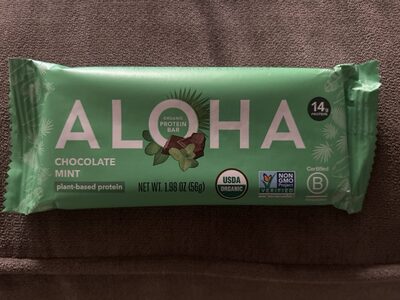 ALOHA
ORGANIC
PROTEIN
BAR
14g
PROTEIN
CHOCOLATE
MINT
plant-based protein
NET WT. 1.98 OZ (56g)
USDA
ORGANIC
NON
GMO
Project
VERIFIED
Certified
B
Corporation